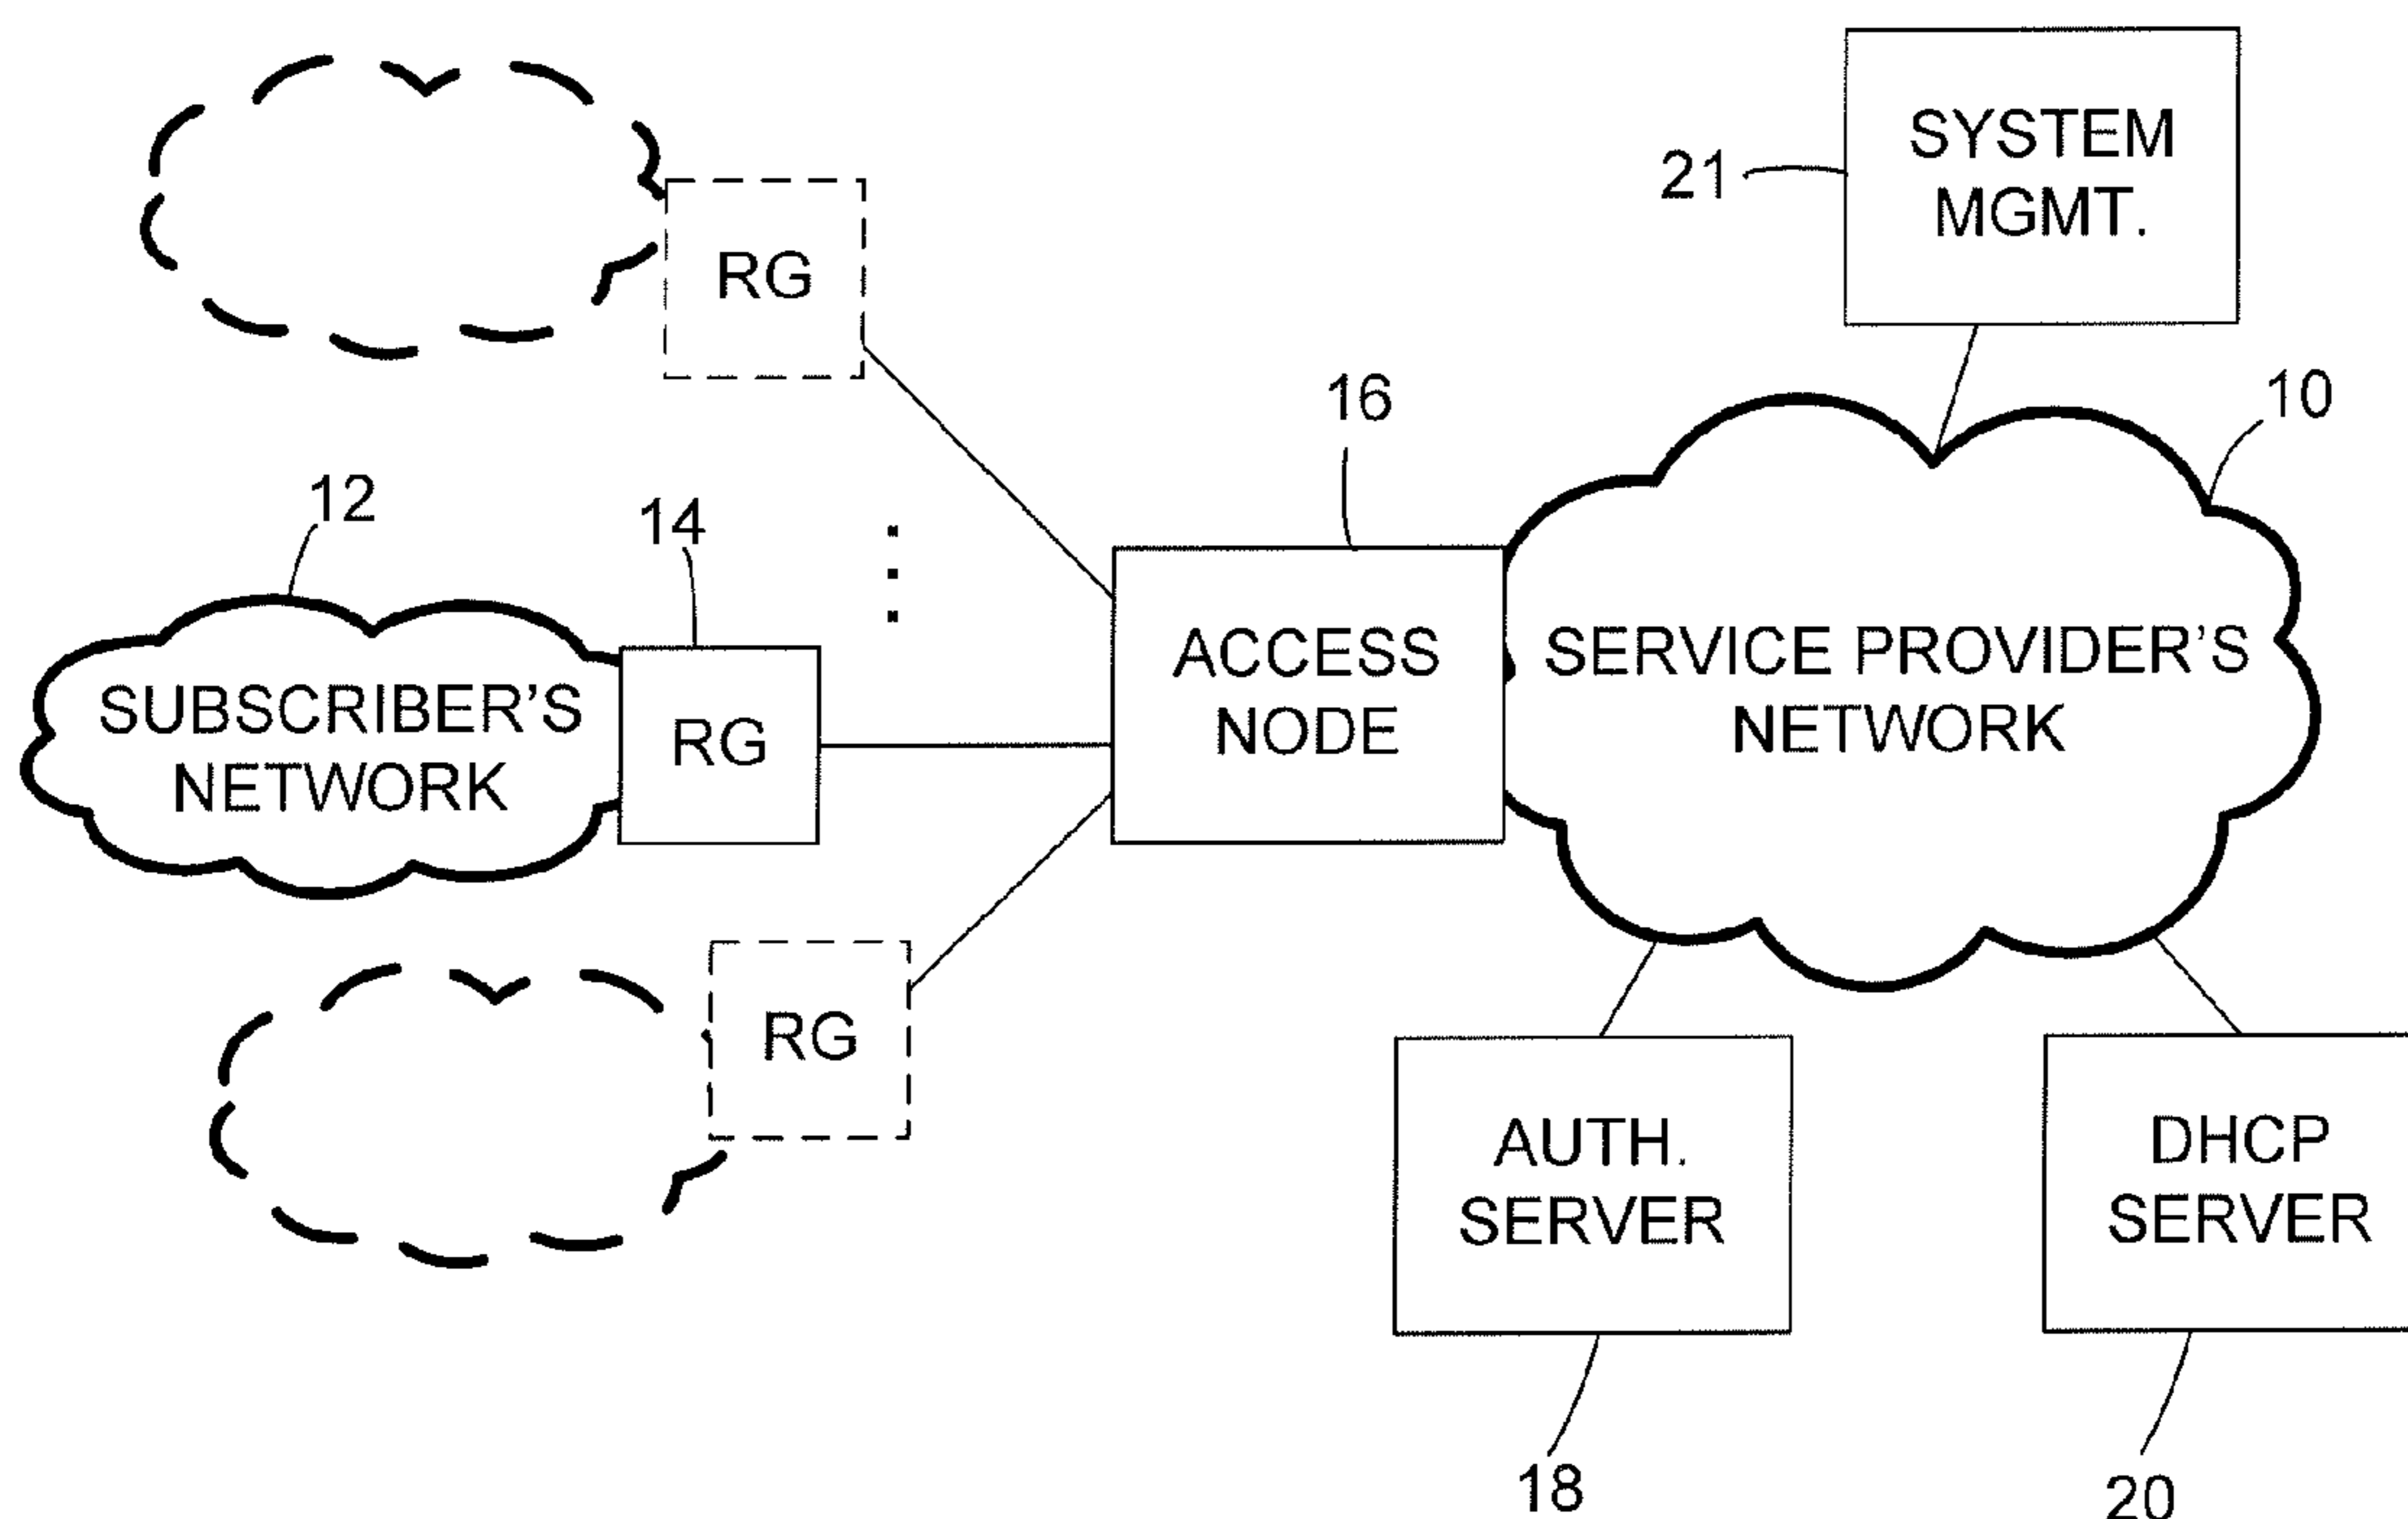 SYSTEM
MGMT.
21
RG
16
10
12
14
ACCESS
NODE
SERVICE PROVIDER'S
NETWORK
SUBSCRIBER'S
NETWORK
RG
RG
AUTH.
SERVER
DHCP
SERVER
18
20